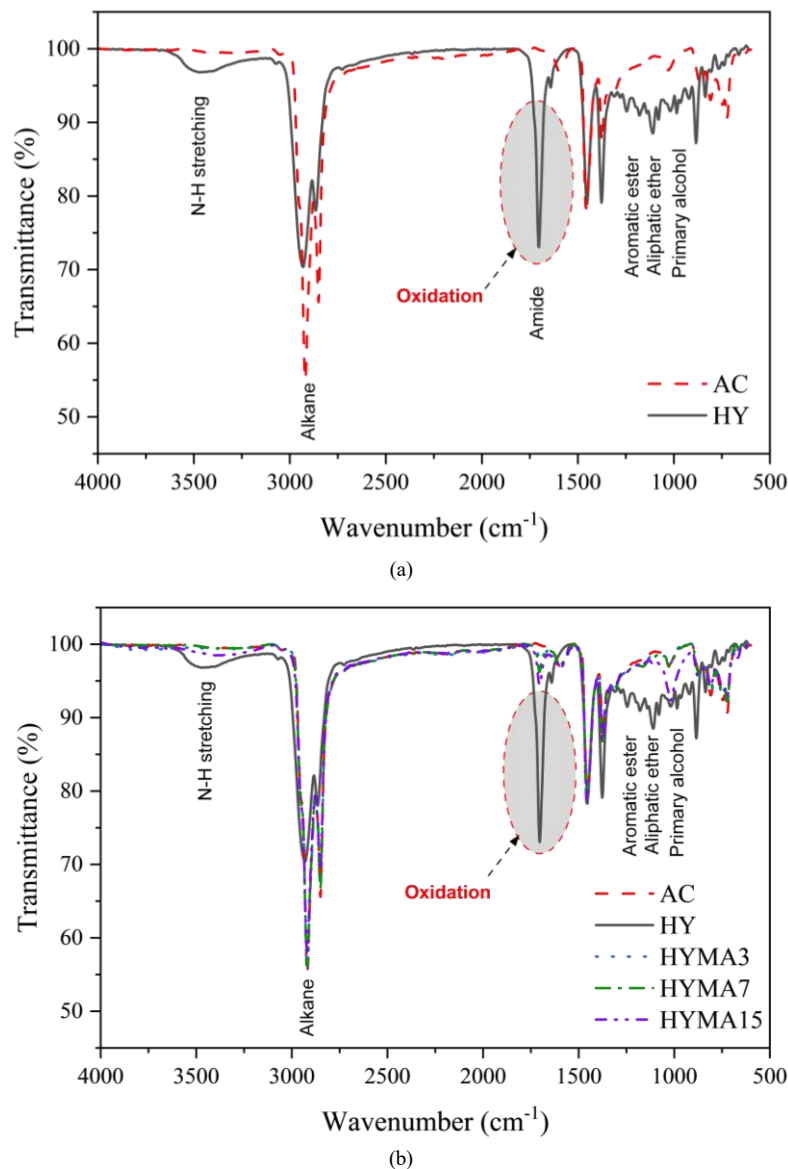 100
90
80
70
60
50
Transmittance (%)
N-H stretching
Alkane
Oxidation
Amide
Aromatic ester
Aliphatic ether
Primary alcohol
AC
HY
4000 3500 3000 2500 2000 1500 1000 500
Wavenumber (cm⁻¹)
(a)
100
90
80
70
60
50
Transmittance (%)
N-H stretching
Alkane
Oxidation
Aromatic ester
Aliphatic ether
Primary alcohol
AC
HY
HYMA3
HYMA7
HYMA15
4000 3500 3000 2500 2000 1500 1000 500
Wavenumber (cm⁻¹)
(b)